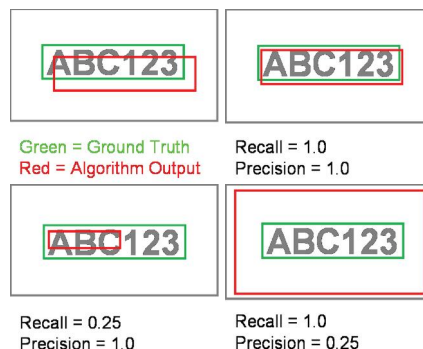 ABC123
ABC123
Green = Ground Truth
Red = Algorithm Output
Recall = 1.0
Precision = 1.0
ABC123
ABC123
Recall = 0.25
Precision = 1.0
Recall = 1.0
Precision = 0.25